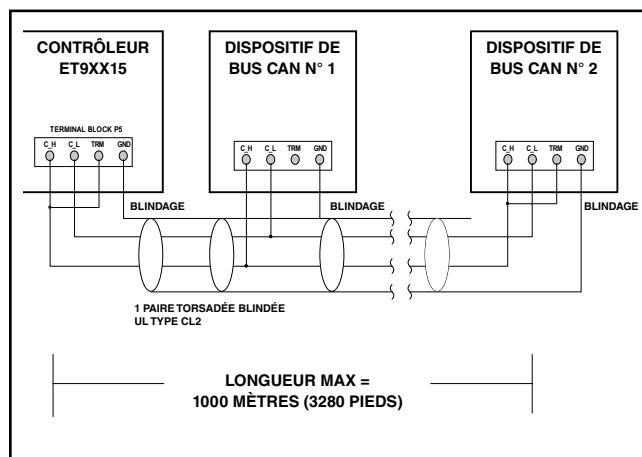 CONTRÔLEUR
ET9XX15
DISPOSITIF DE
BUS CAN N° 1
DISPOSITIF DE
BUS CAN N° 2
TERMINAL BLOCK P5
C_H C_L TRM GND
C_H C_L TRM GND
C_H C_L TRM GND
BLINDAGE
BLINDAGE
BLINDAGE
1 PAIRE TORSADÉE BLINDÉE
UL TYPE CL2
LONGUEUR MAX =
1000 MÈTRES (3280 PIEDS)